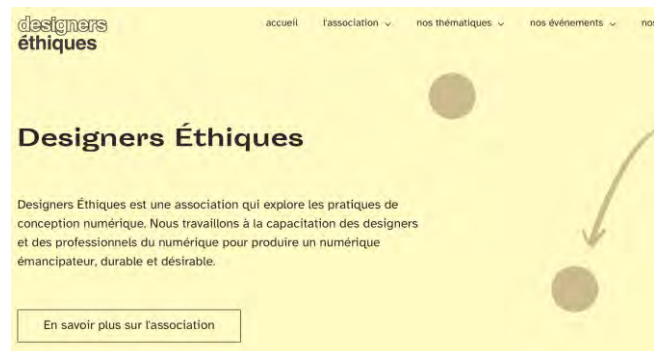 designers
éthiques
accueil l'association nos thématiques nos événements nos
Designers Éthiques
Designers Éthiques est une association qui explore les pratiques de
conception numérique. Nous travaillons à la capacitation des designers
et des professionnels du numérique pour produire un numérique
émancipateur, durable et désirable.
En savoir plus sur l'association